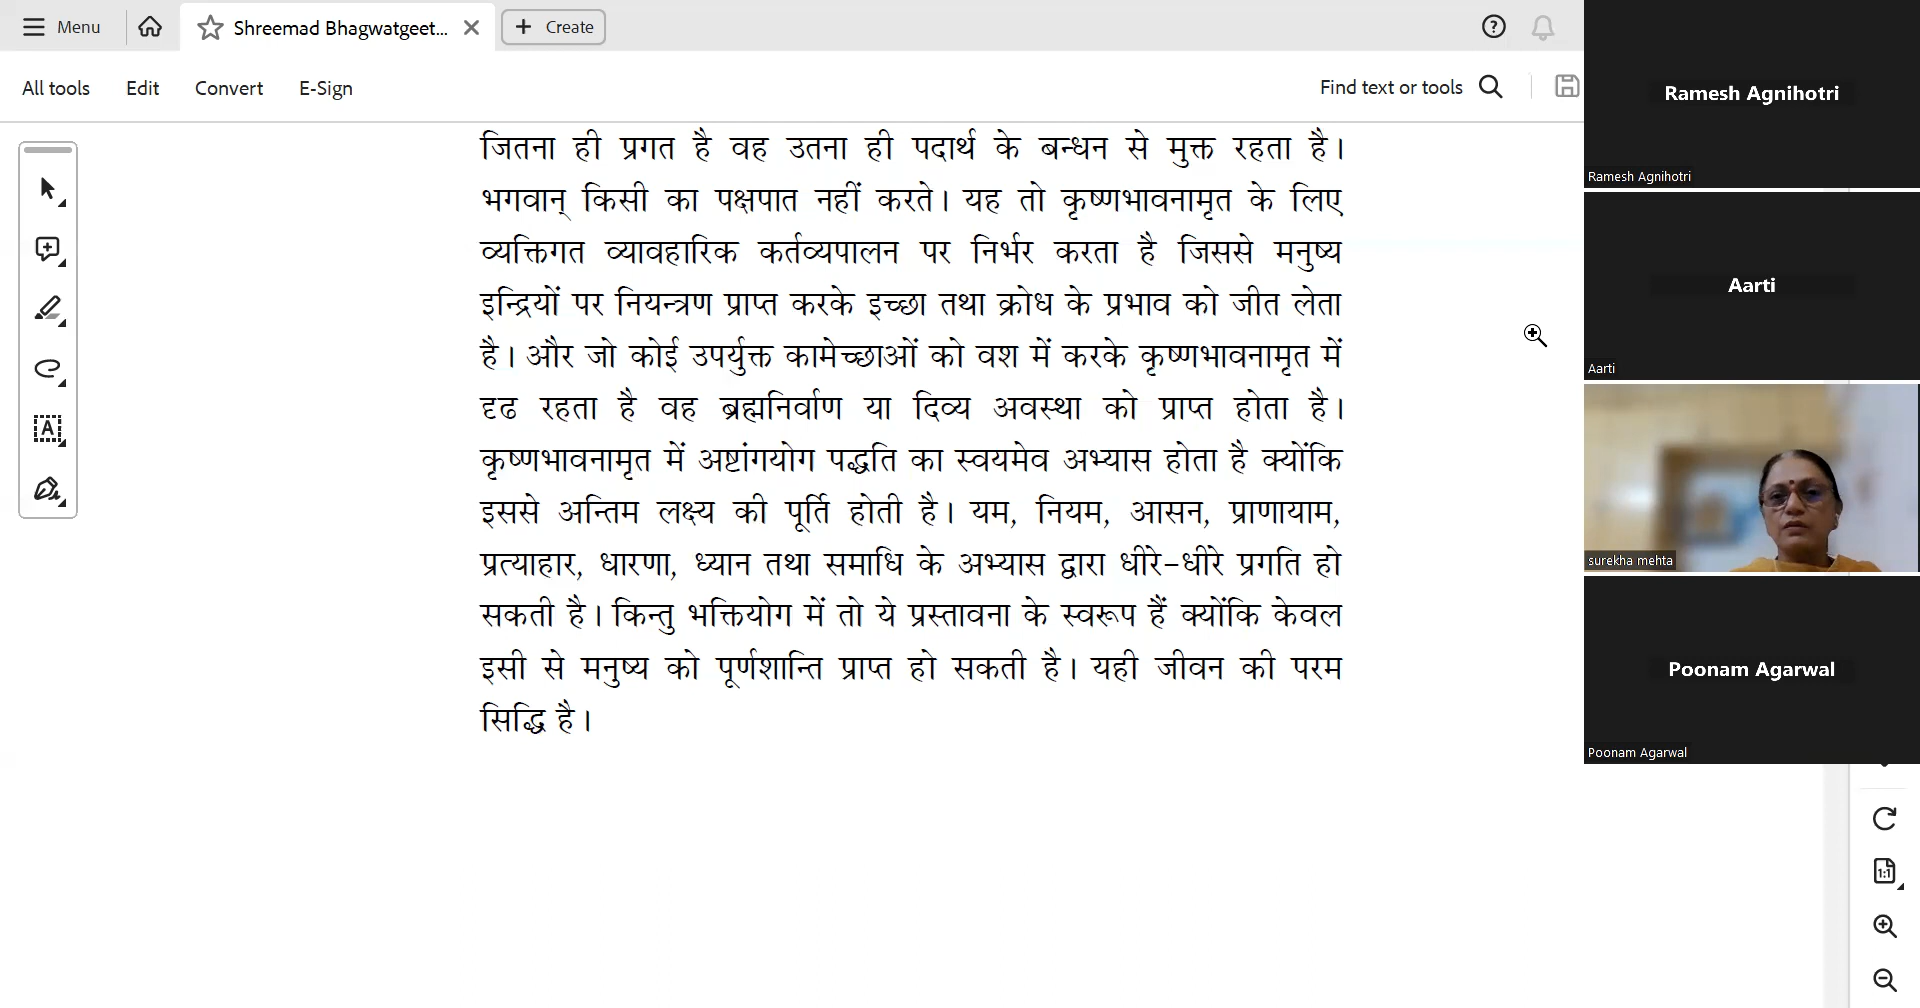 Menu
Shreemad Bhagwatgeet...
Create
All tools
Edit
Convert
E-Sign
Find text or tools
जितना ही प्रगत है वह उतना ही पदार्थ के बन्धन से मुक्त रहता है।
भगवान् किसी का पक्षपात नहीं करते। यह तो कृष्णभावनामृत के लिए
व्यक्तिगत व्यावहारिक कर्तव्यपालन पर निर्भर करता है जिससे मनुष्य
इन्द्रियों पर नियन्त्रण प्राप्त करके इच्छा तथा क्रोध के प्रभाव को जीत लेता
है। और जो कोई उपर्युक्त कामेच्छाओं को वश में करके कृष्णभावनामृत में
दृढ रहता है वह ब्रह्मनिर्वाण या दिव्य अवस्था को प्राप्त होता है।
कृष्णभावनामृत में अष्टांगयोग पद्धति का स्वयमेव अभ्यास होता है क्योंकि
इससे अन्तिम लक्ष्य की पूर्ति होती है। यम, नियम, आसन, प्राणायाम,
प्रत्याहार, धारणा, ध्यान तथा समाधि के अभ्यास द्वारा धीरे-धीरे प्रगति हो
सकती है। किन्तु भक्तियोग में तो ये प्रस्तावना के स्वरूप हैं क्योंकि केवल
इसी से मनुष्य को पूर्णशान्ति प्राप्त हो सकती है। यही जीवन की परम
सिद्धि है।
Ramesh Agnihotri
Ramesh Agnihotri
Aarti
Aarti
surekha mehta
Poonam Agarwal
Poonam Agarwal